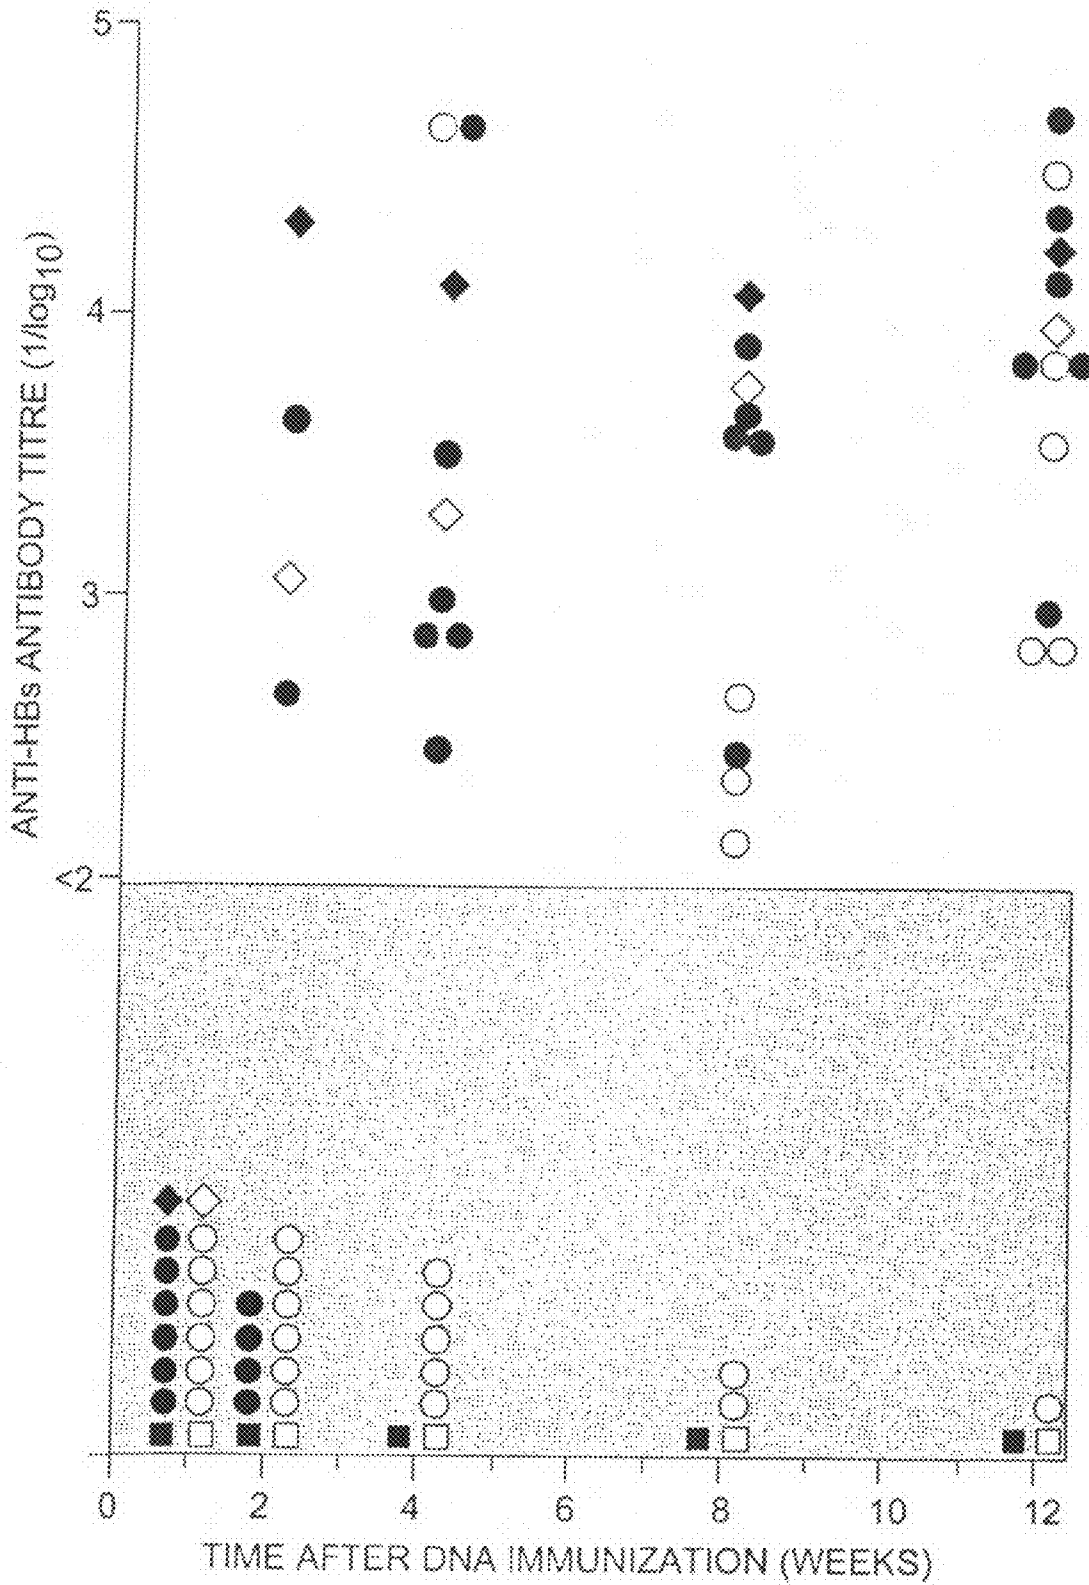 5
4
3
<2
ANTI-HBs ANTIBODY TITRE (1/log10)
0 2 4 6 8 10 12
TIME AFTER DNA IMMUNIZATION (WEEKS)